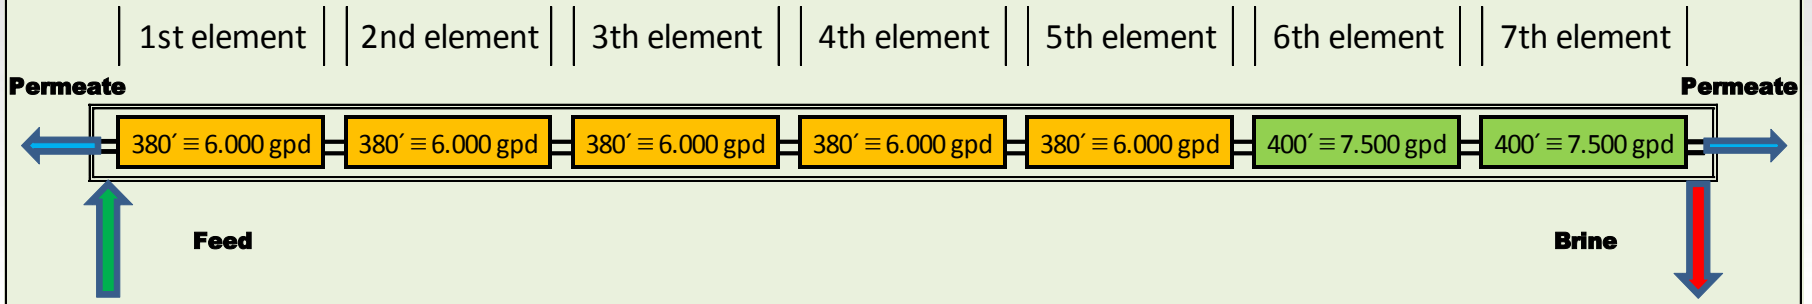 1st element 2nd element 3th element 4th element 5th element 6th element 7th element
Permeate Permeate
380´ ≡ 6.000 gpd 380´ ≡ 6.000 gpd 380´ ≡ 6.000 gpd 380´ ≡ 6.000 gpd 380´ ≡ 6.000 gpd 400´ ≡ 7.500 gpd 400´ ≡ 7.500 gpd
Feed Brine